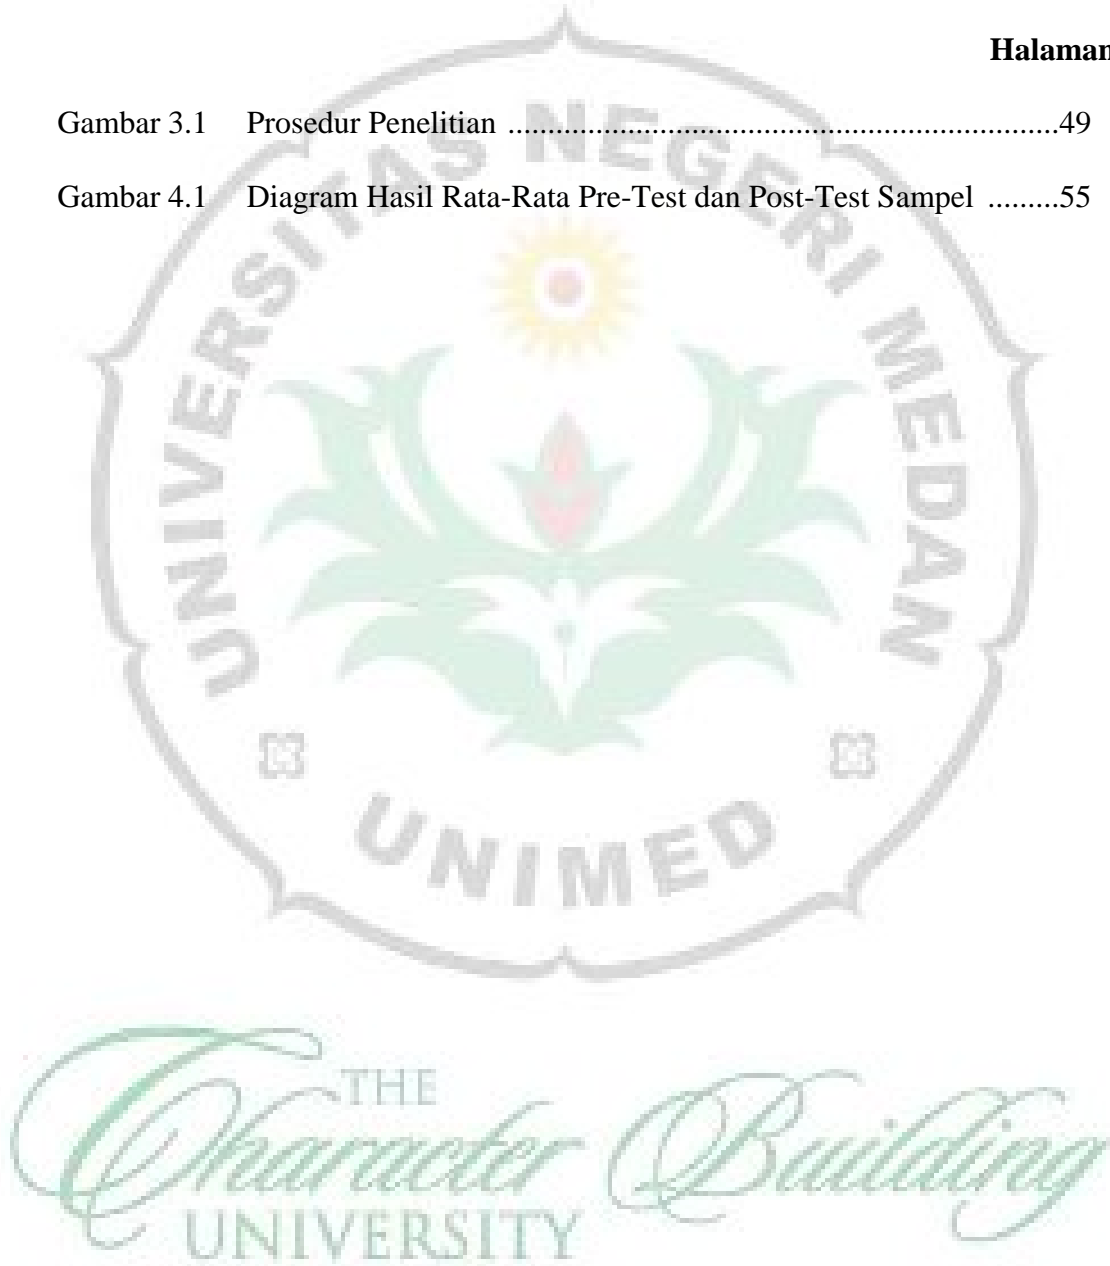 Halaman
Gambar 3.1 Prosedur Penelitian ....................................................................49
Gambar 4.1 Diagram Hasil Rata-Rata Pre-Test dan Post-Test Sampel .........55
UNIVERSITAS NEGERI MEDAN
UNIMED
THE
Character Building
UNIVERSITY